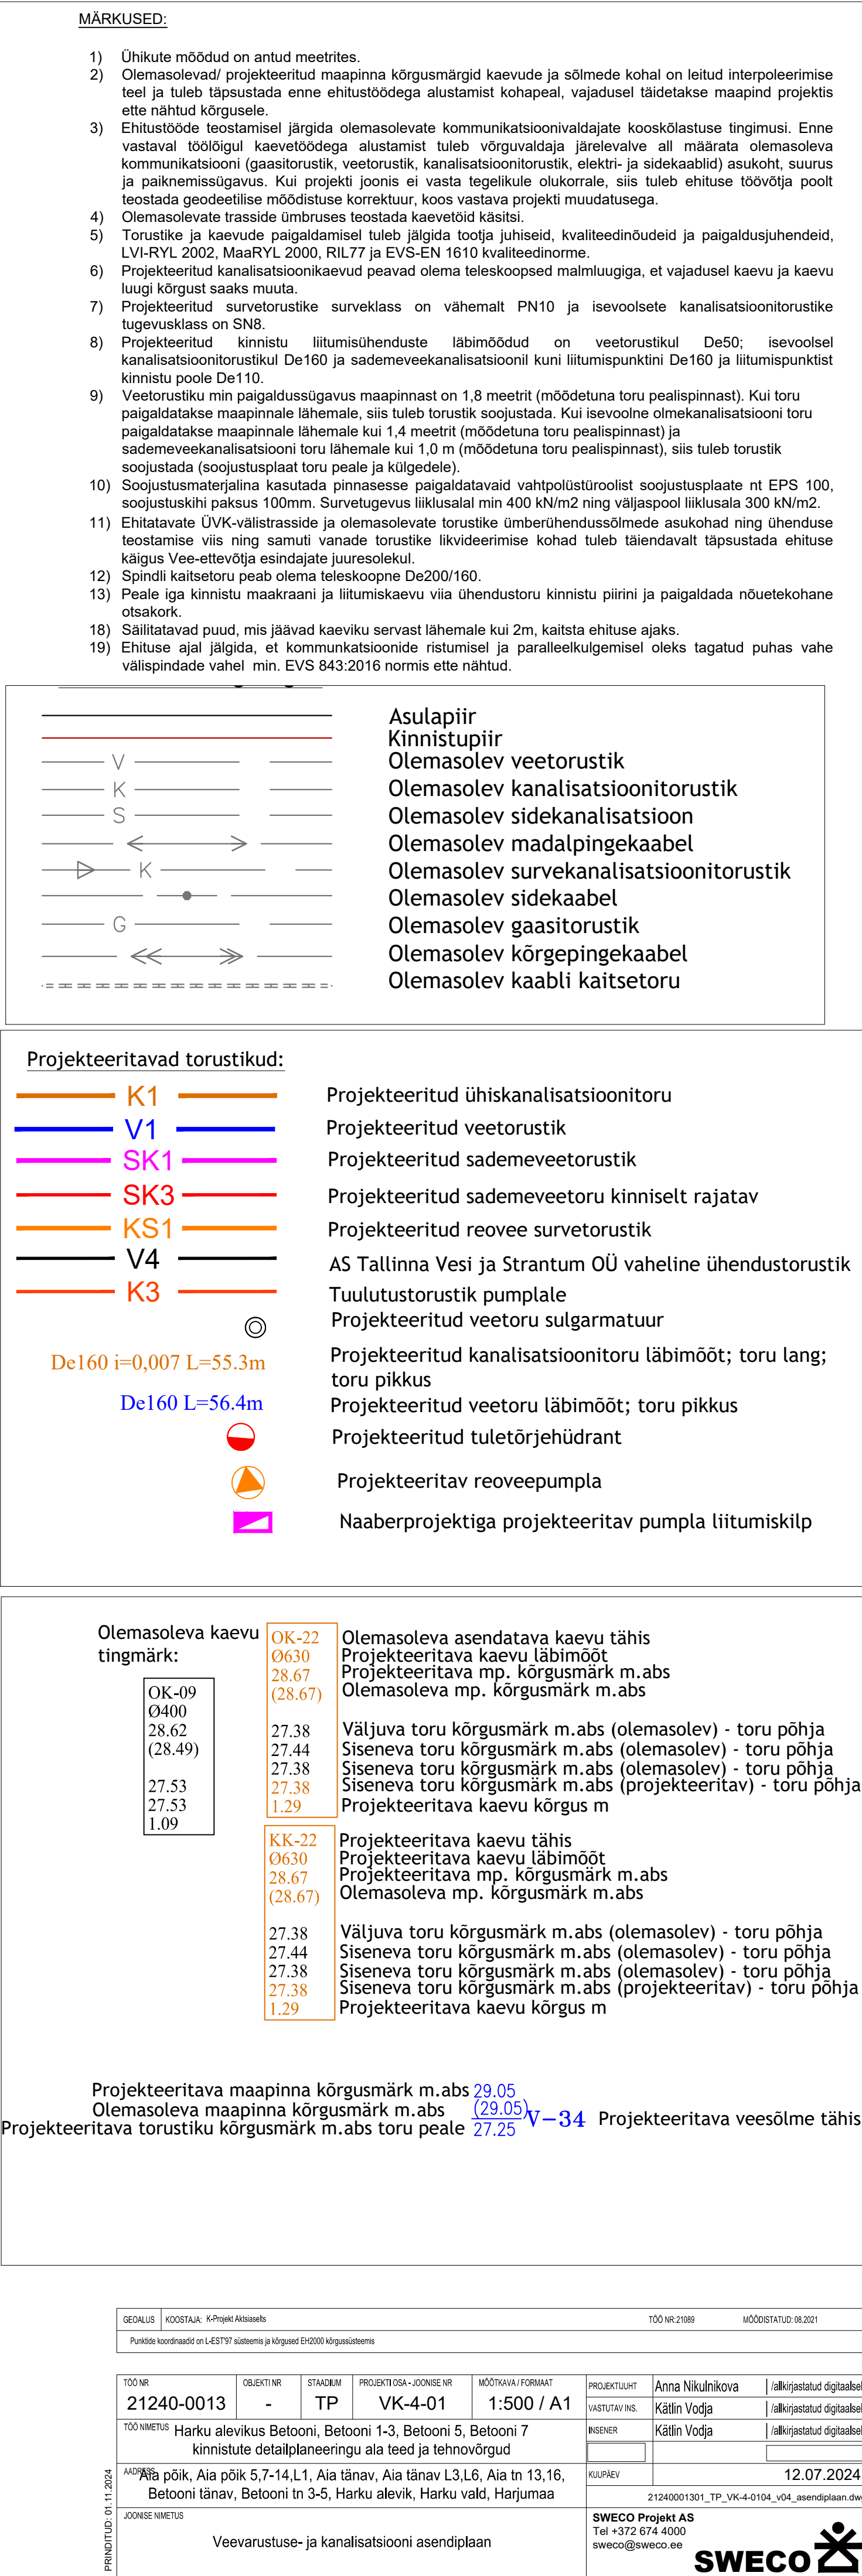 MÄRKUSED:
1) Ühikute mõõdud on antud meetrites.
2) Olemasolevad/ projekteeritud maapinna kõrgusmärgid kaevude ja sõlmede kohal on leitud interpoleerimise
teel ja tuleb täpsustada enne ehitustöödega alustamist kohapeal, vajadusel täidetakse maapind projektis
ette nähtud kõrgusele.
3) Ehitustööde teostamisel järgida olemasolevate kommunikatsioonivaldajate kooskõlastuse tingimusi. Enne
vastaval töölõigul kaevetöödega alustamist tuleb võrguvaldaja järelevalve all määrata olemasoleva
kommunikatsiooni (gaasitorustik, veetorustik, kanalisatsioonitorustik, elektri- ja sidekaablid) asukoht, suurus
ja paiknemissügavus. Kui projekti joonis ei vasta tegelikule olukorrale, siis tuleb ehituse töövõtja poolt
teostada geodeetilise mõõdistuse korrektuur, koos vastava projekti muudatusega.
4) Olemasolevate trasside ümbruses teostada kaevetöid käsitsi.
5) Torustike ja kaevude paigaldamisel tuleb jälgida tootja juhiseid, kvaliteedinõudeid ja paigaldusjuhendeid,
LVI-RYL 2002, MaaRYL 2000, RIL77 ja EVS-EN 1610 kvaliteedinorme.
6) Projekteeritud kanalisatsioonikaevud peavad olema teleskoopsed malmluugiga, et vajadusel kaevu ja kaevu
luugi kõrgust saaks muuta.
7) Projekteeritud survetorustike surveklass on vähemalt PN10 ja isevoolsete kanalisatsioonitorustike
tugevusklass on SN8.
8) Projekteeritud kinnistu liitumisühenduste läbimõõdud on veetorustikul De50; isevoolsel
kanalisatsioonitorustikul De160 ja sademeveekanalisatsioonil kuni liitumispunktini De160 ja liitumispunktist
kinnistu poole De110.
9) Veetorustiku min paigaldussügavus maapinnast on 1,8 meetrit (mõõdetuna toru pealispinnast). Kui toru
paigaldatakse maapinnale lähemale, siis tuleb torustik soojustada. Kui isevoolne olmekanalisatsiooni toru
paigaldatakse maapinnale lähemale kui 1,4 meetrit (mõõdetuna toru pealispinnast) ja
sademeveekanalisatsiooni toru lähemale kui 1,0 m (mõõdetuna toru pealispinnast), siis tuleb torustik
soojustada (soojustusplaat toru peale ja külgedele).
10) Soojustusmaterjalina kasutada pinnasesse paigaldatavaid vahtpolüstüroolist soojustusplaate nt EPS 100,
soojustuskihi paksus 100mm. Survetugevus liiklusalal min 400 kN/m2 ning väljaspool liiklusala 300 kN/m2.
11) Ehitatavate ÜVK-välistrasside ja olemasolevate torustike ümberühendussõlmede asukohad ning ühenduse
teostamise viis ning samuti vanade torustike likvideerimise kohad tuleb täiendavalt täpsustada ehituse
käigus Vee-ettevõtja esindajate juuresolekul.
12) Spindli kaitsetoru peab olema teleskoopne De200/160.
13) Peale iga kinnistu maakraani ja liitumiskaevu viia ühendustoru kinnistu piirini ja paigaldada nõuetekohane
otsakork.
18) Säilitatavad puud, mis jäävad kaeviku servast lähemale kui 2m, kaitsta ehituse ajaks.
19) Ehituse ajal jälgida, et kommunkatsioonide ristumisel ja paralleelkulgemisel oleks tagatud puhas vahe
välispindade vahel min. EVS 843:2016 normis ette nähtud.
Asulapiir
Kinnistupiir
V Olemasolev veetorustik
K Olemasolev kanalisatsioonitorustik
S Olemasolev sidekanalisatsioon
Olemasolev madalpingekaabel
K Olemasolev survekanalisatsioonitorustik
Olemasolev sidekaabel
G Olemasolev gaasitorustik
Olemasolev kõrgepingekaabel
Olemasolev kaabli kaitsetoru
Projekteeritavad torustikud:
K1 Projekteeritud ühiskanalisatsioonitoru
V1 Projekteeritud veetorustik
SK1 Projekteeritud sademeveetorustik
SK3 Projekteeritud sademeveetoru kinniselt rajatav
KS1 Projekteeritud reovee survetorustik
V4 AS Tallinna Vesi ja Strantum OÜ vaheline ühendustorustik
K3 Tuulutustorustik pumplale
Projekteeritud veetoru sulgarmatuur
De160 i=0,007 L=55.3m Projekteeritud kanalisatsioonitoru läbimõõt; toru lang;
toru pikkus
De160 L=56.4m Projekteeritud veetoru läbimõõt; toru pikkus
Projekteeritud tuletõrjehüdrant
Projekteeritav reoveepumpla
Naaberprojektiga projekteeritav pumpla liitumiskilp
Olemasoleva kaevu
tingmärk:
OK-09
Ø400
28.62
(28.49)
27.53
27.53
1.09
OK-22 Olemasoleva asendatava kaevu tähis
Ø630 Projekteeritava kaevu läbimõõt
28.67 Projekteeritava mp. kõrgusmärk m.abs
(28.67) Olemasoleva mp. kõrgusmärk m.abs
27.38 Väljuva toru kõrgusmärk m.abs (olemasolev) - toru põhja
27.44 Siseneva toru kõrgusmärk m.abs (olemasolev) - toru põhja
27.38 Siseneva toru kõrgusmärk m.abs (olemasolev) - toru põhja
27.38 Siseneva toru kõrgusmärk m.abs (projekteeritav) - toru põhja
1.29 Projekteeritava kaevu kõrgus m
KK-22 Projekteeritava kaevu tähis
Ø630 Projekteeritava kaevu läbimõõt
28.67 Projekteeritava mp. kõrgusmärk m.abs
(28.67) Olemasoleva mp. kõrgusmärk m.abs
27.38 Väljuva toru kõrgusmärk m.abs (olemasolev) - toru põhja
27.44 Siseneva toru kõrgusmärk m.abs (olemasolev) - toru põhja
27.38 Siseneva toru kõrgusmärk m.abs (olemasolev) - toru põhja
27.38 Siseneva toru kõrgusmärk m.abs (projekteeritav) - toru põhja
1.29 Projekteeritava kaevu kõrgus m
Projekteeritava maapinna kõrgusmärk m.abs 29.05
Olemasoleva maapinna kõrgusmärk m.abs (29.05)
Projekteeritava torustiku kõrgusmärk m.abs toru peale 27.25
V-34 Projekteeritava veesõlme tähis
GEOALUS KOOSTAJA: K-Projekt Aktsiaselts TÖÖ NR:21089 MÕÕDISTATUD: 08.2021
Punktide koordinaadid on L-EST'97 süsteemis ja kõrgused EH2000 kõrgussüsteemis
TÖÖ NR OBJEKTI NR STAADIUM PROJEKTI OSA - JOONISE NR MÕÕTKAVA / FORMAAT
21240-0013 - TP VK-4-01 1:500 / A1
TÖÖ NIMETUS Harku alevikus Betooni, Betooni 1-3, Betooni 5, Betooni 7
kinnistute detailplaneeringu ala teed ja tehnovõrgud
AADRESS Aia põik, Aia põik 5,7-14,L1, Aia tänav, Aia tänav L3,L6, Aia tn 13,16,
Betooni tänav, Betooni tn 3-5, Harku alevik, Harku vald, Harjumaa
JOONISE NIMETUS
Veevarustuse- ja kanalisatsiooni asendiplaan
PROJEKTIJUHT Anna Nikulnikova /allkirjastatud digitaalsel
VASTUTAV INS. Kätlin Vodja /allkirjastatud digitaalsel
INSENER Kätlin Vodja /allkirjastatud digitaalsel
KUUPÄEV 12.07.2024
21240001301_TP_VK-4-0104_v04_asendiplaan.dwg
SWECO Projekt AS
Tel +372 674 4000
sweco@sweco.ee
SWECO
PRINDITUD: 01.11.2024